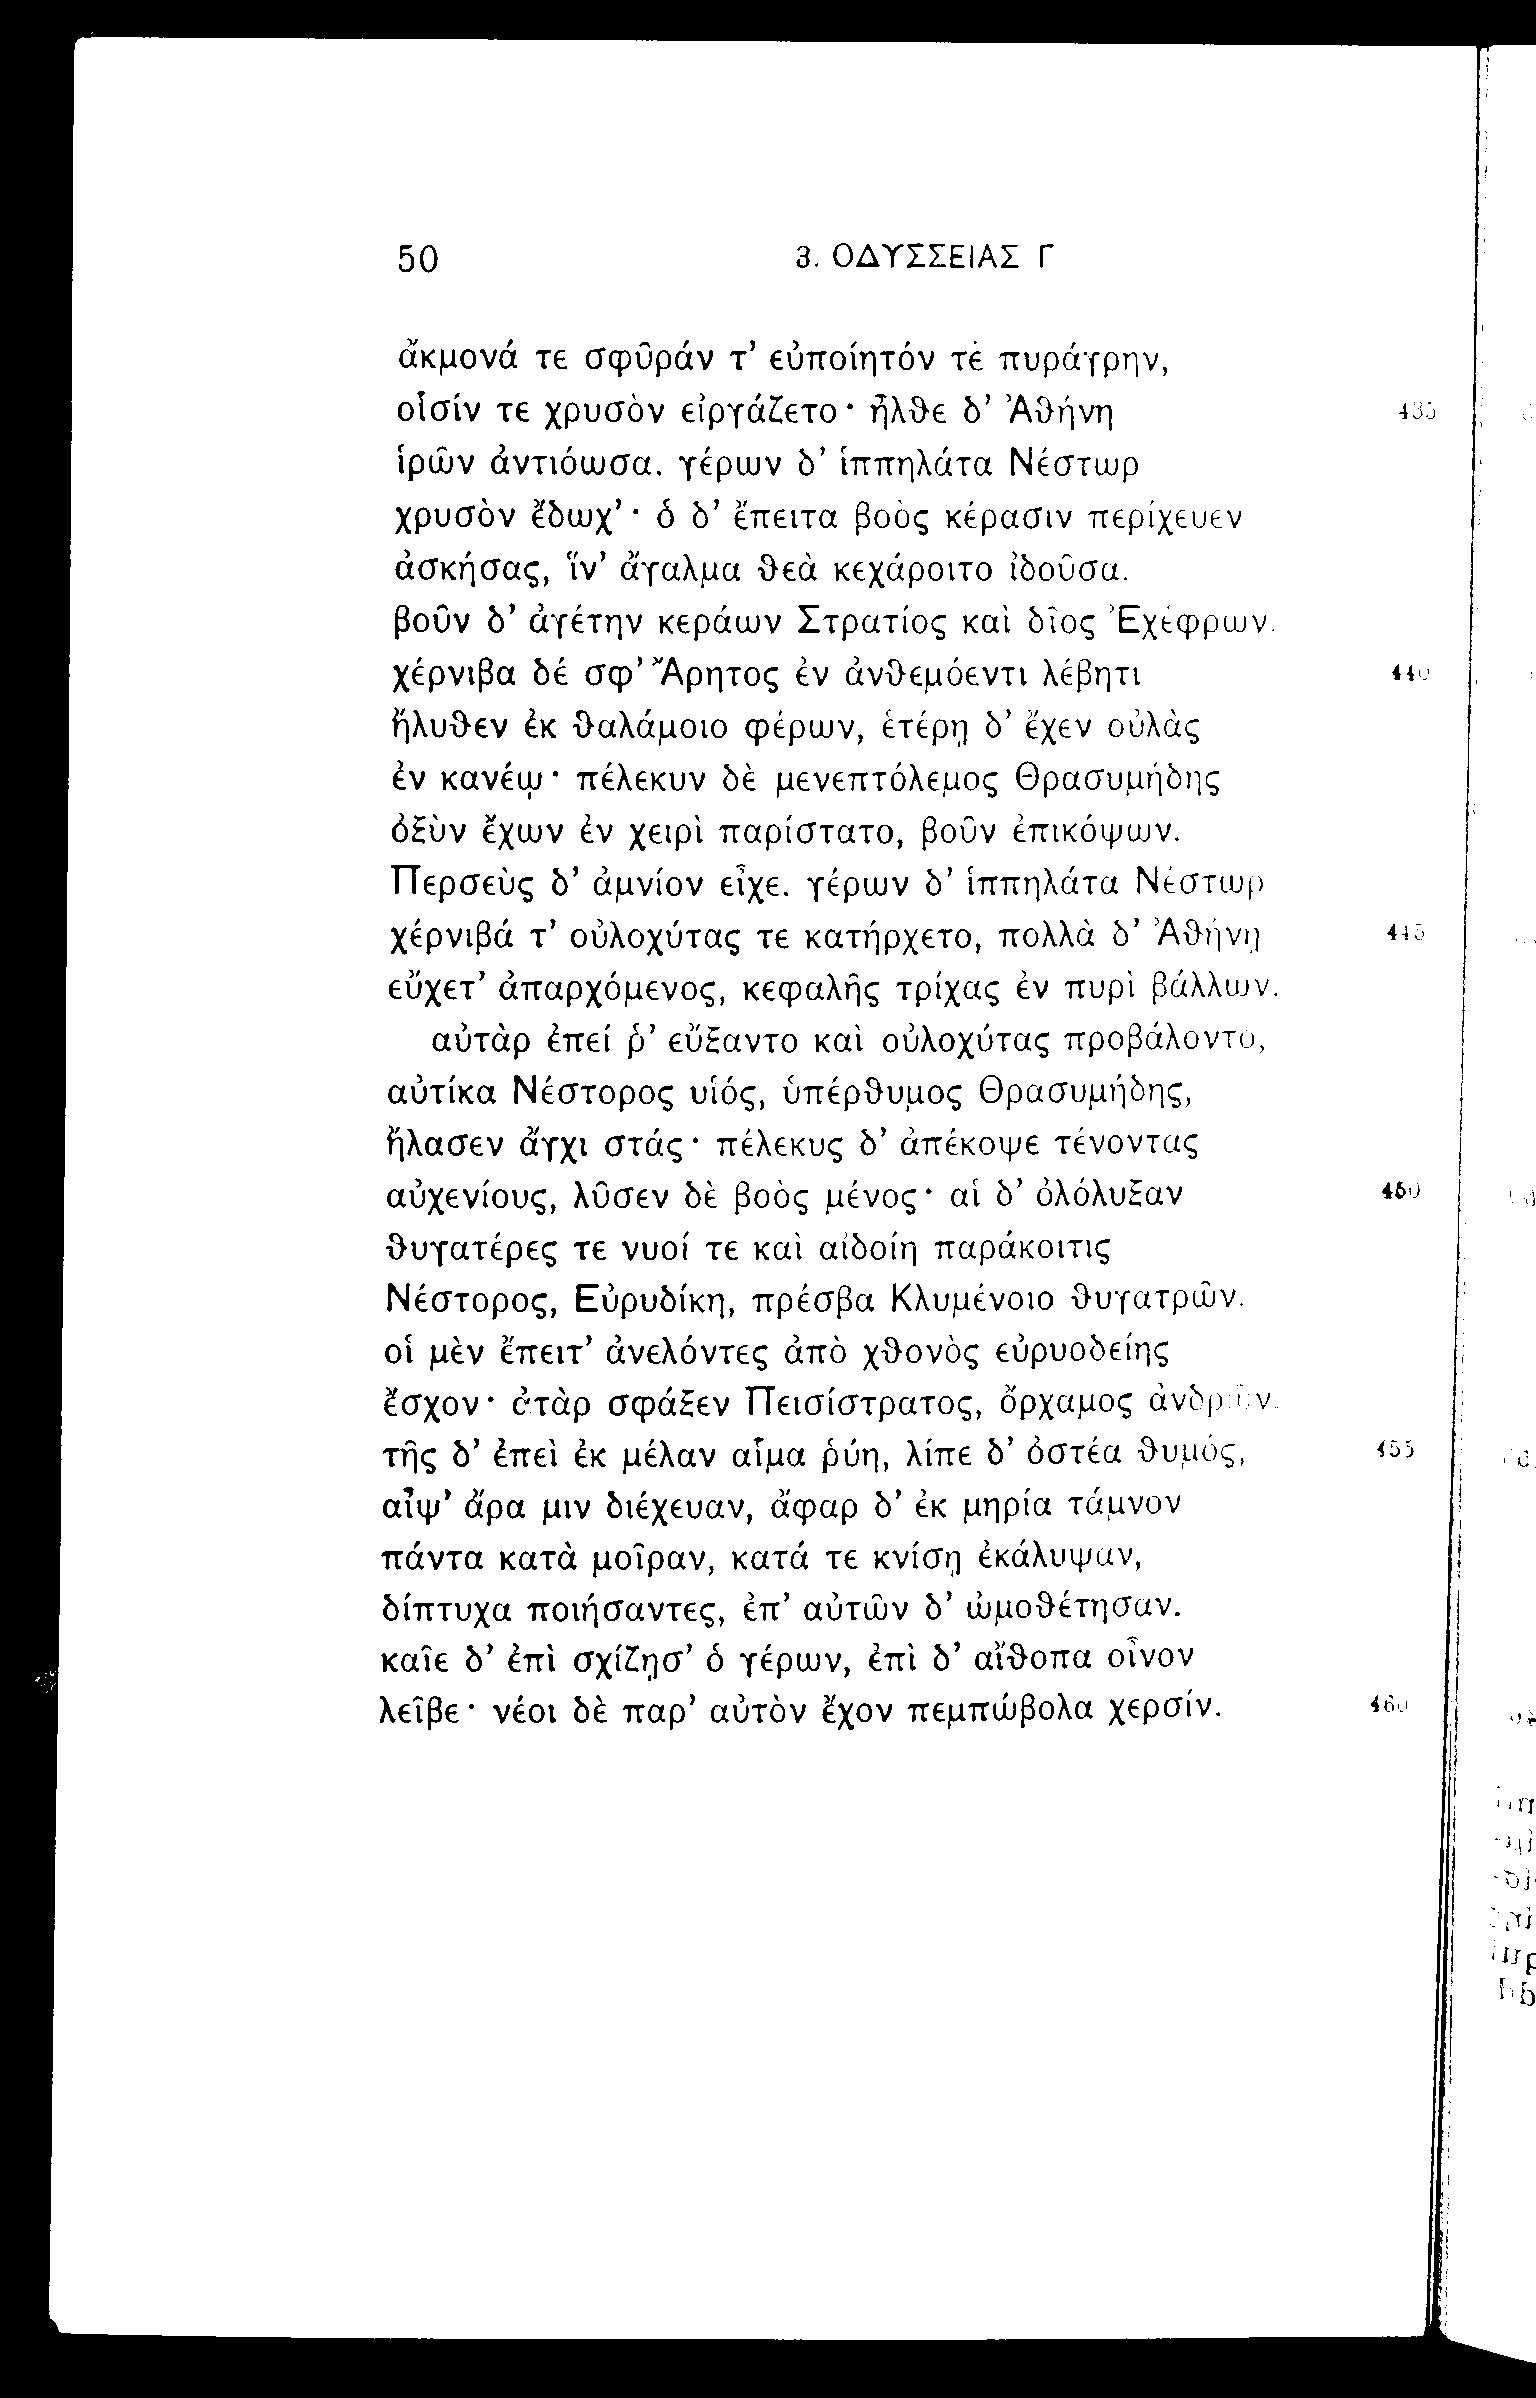 50 3. ΟΔΥΣΣΕΙΑΣ Γ
ἄκμονά τε σφῦράν τ’ εὐποίητόν τε πυράγρην,
οἷσίν τε χρυσὸν εἰργάζετο· ἦλθε δ’ Ἀθήνη 435
ἱρῶν ἀντιόωσα. γέρων δ’ ἱππηλάτα Νέστωρ
χρυσὸν ἔδωχ’· ὁ δ’ ἔπειτα βοὸς κέρασιν περίχευεν
ἀσκήσας, ἵν’ ἄγαλμα θεὰ κεχάροιτο ἰδοῦσα.
βοῦν δ’ ἀγέτην κεράων Στρατίος καὶ δῖος Ἐχέφρων.
χέρνιβα δέ σφ’ Ἄρητος ἐν ἀνθεμόεντι λέβητι 440
ἤλυθεν ἐκ θαλάμοιο φέρων, ἑτέρῃ δ’ ἔχεν οὐλὰς
ἐν κανέῳ· πέλεκυν δὲ μενεπτόλεμος Θρασυμήδης
ὀξὺν ἔχων ἐν χειρὶ παρίστατο, βοῦν ἐπικόψων.
Περσεὺς δ’ ἀμνίον εἶχε. γέρων δ’ ἱππηλάτα Νέστωρ
χέρνιβά τ’ οὐλοχύτας τε κατήρχετο, πολλὰ δ’ Ἀθήνῃ 445
εὔχετ’ ἀπαρχόμενος, κεφαλῆς τρίχας ἐν πυρὶ βάλλων.
αὐτὰρ ἐπεί ῥ’ εὔξαντο καὶ οὐλοχύτας προβάλοντο,
αὐτίκα Νέστορος υἱός, ὑπέρθυμος Θρασυμήδης,
ἤλασεν ἄγχι στάς· πέλεκυς δ’ ἀπέκοψε τένοντας
αὐχενίους, λῦσεν δὲ βοὸς μένος· αἱ δ’ ὀλόλυξαν 450
θυγατέρες τε νυοί τε καὶ αἰδοίη παράκοιτις
Νέστορος, Εὐρυδίκη, πρέσβα Κλυμένοιο θυγατρῶν.
οἱ μὲν ἔπειτ’ ἀνελόντες ἀπὸ χθονὸς εὐρυοδείης
ἔσχον· ἀτὰρ σφάξεν Πεισίστρατος, ὄρχαμος ἀνδρῶν.
τῆς δ’ ἐπεὶ ἐκ μέλαν αἷμα ῥύη, λίπε δ’ ὀστέα θυμός, 455
αἶψ’ ἄρα μιν διέχευαν, ἄφαρ δ’ ἐκ μηρία τάμνον
πάντα κατὰ μοῖραν, κατά τε κνίσῃ ἐκάλυψαν,
δίπτυχα ποιήσαντες, ἐπ’ αὐτῶν δ’ ὠμοθέτησαν.
καῖε δ’ ἐπὶ σχίζῃσ’ ὁ γέρων, ἐπὶ δ’ αἴθοπα οἶνον
λεῖβε· νέοι δὲ παρ’ αὐτὸν ἔχον πεμπώβολα χερσίν. 460